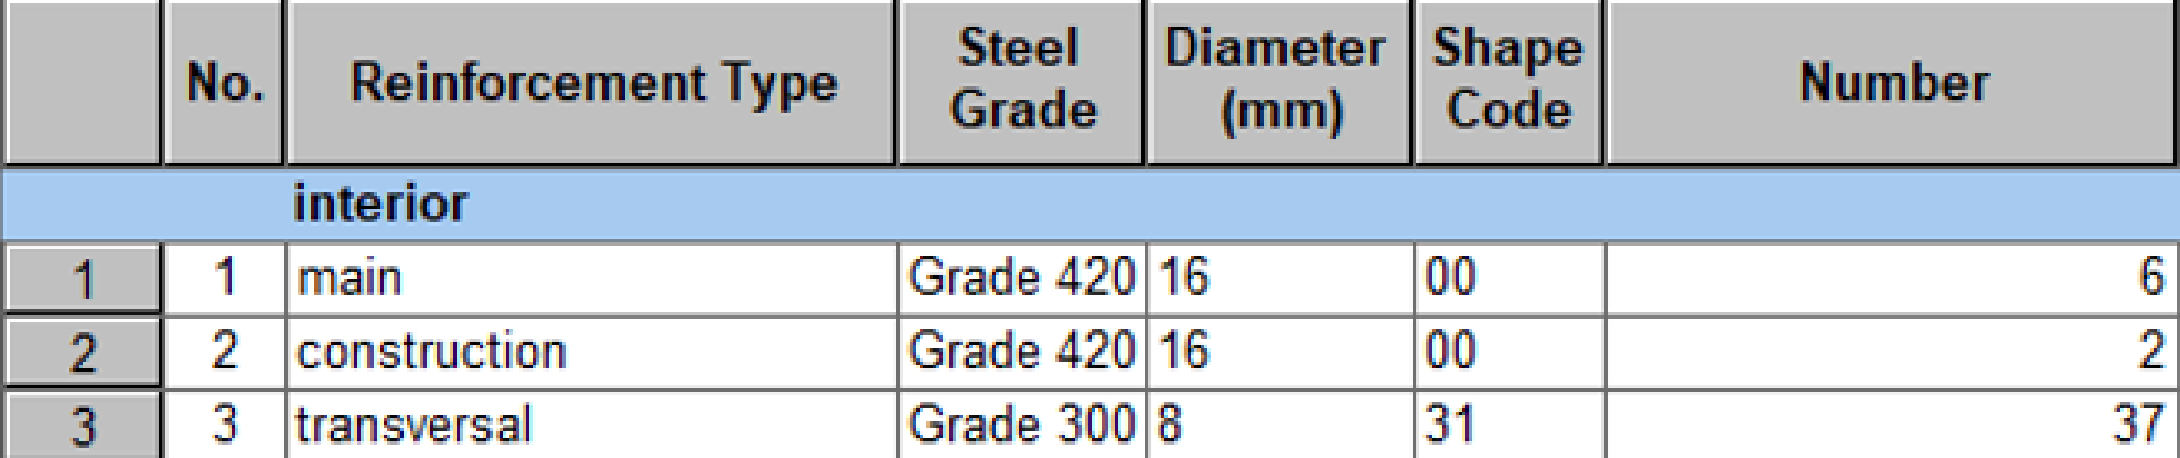 No. Reinforcement Type Steel Grade Diameter (mm) Shape Code Number
interior
1 1 main Grade 420 16 00 6
2 2 construction Grade 420 16 00 2
3 3 transversal Grade 300 8 31 37